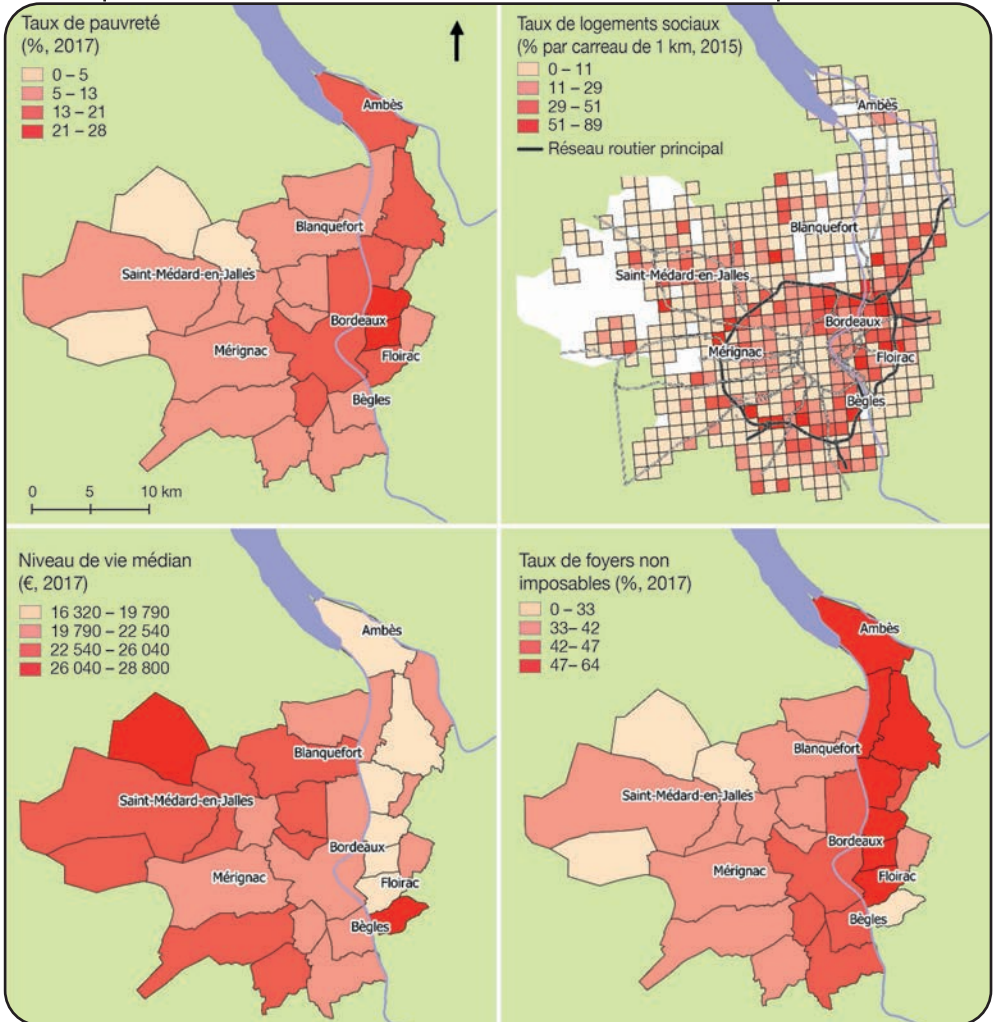 Taux de pauvreté
(%, 2017)
0 – 5
5 – 13
13 – 21
21 – 28
Ambès
Blanquefort
Saint-Médard-en-Jalles
Bordeaux
Mérignac
Floirac
Bègles
0 5 10 km
Taux de logements sociaux
(% par carreau de 1 km, 2015)
0 – 11
11 – 29
29 – 51
51 – 89
Réseau routier principal
Ambès
Blanquefort
Saint-Médard-en-Jalles
Bordeaux
Mérignac
Floirac
Bègles
Niveau de vie médian
(€, 2017)
16 320 – 19 790
19 790 – 22 540
22 540 – 26 040
26 040 – 28 800
Ambès
Blanquefort
Saint-Médard-en-Jalles
Bordeaux
Mérignac
Floirac
Bègles
Taux de foyers non
imposables (%, 2017)
0 – 33
33– 42
42– 47
47– 64
Ambès
Blanquefort
Saint-Médard-en-Jalles
Bordeaux
Mérignac
Floirac
Bègles